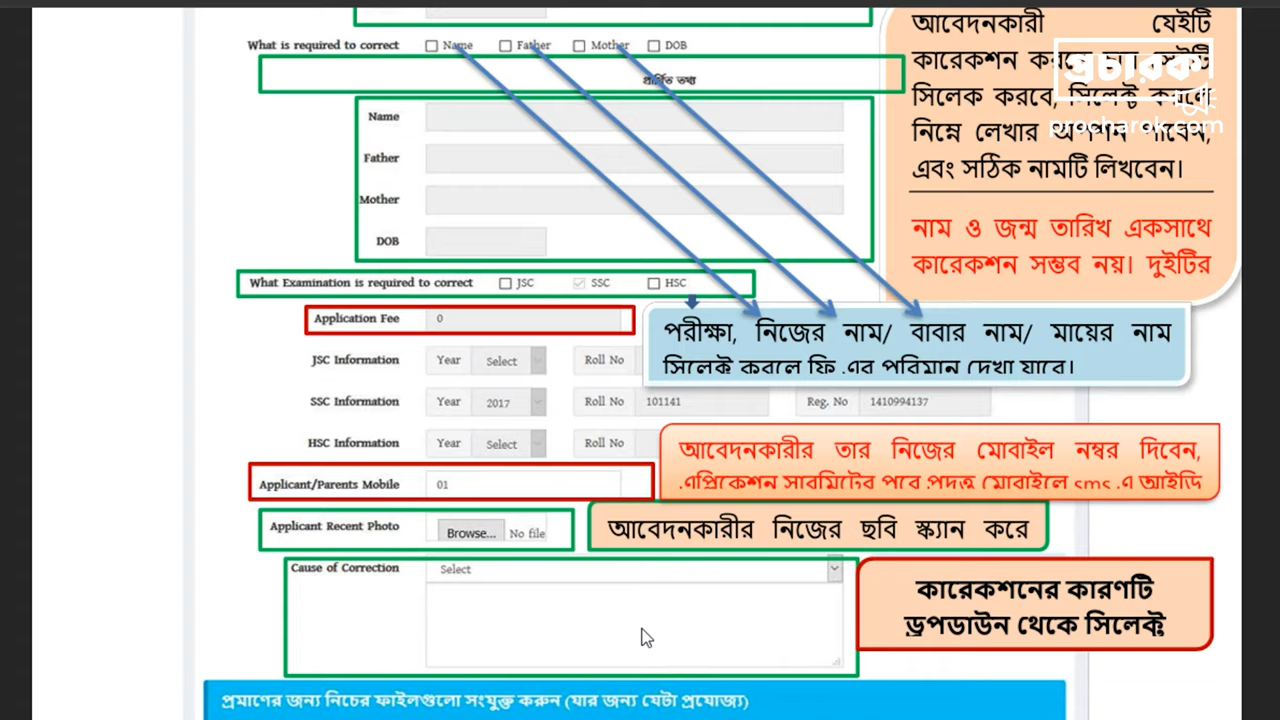 What is required to correct Name Father Mother DOB
প্রার্থিত তথ্য
Name
Father
Mother
DOB
What Examination is required to correct JSC SSC HSC
Application Fee 0
JSC Information Year Select Roll No
SSC Information Year 2017 Roll No 101141 Reg. No 1410994137
HSC Information Year Select Roll No
Applicant/Parents Mobile 01
Applicant Recent Photo Browse... No file
Cause of Correction Select
প্রমাণের জন্য নিচের ফাইলগুলো সংযুক্ত করুন (যার জন্য যেটা প্রযোজ্য)
আবেদনকারী যেইটি
কারেকশন
সিলেক করবে, সিলেক্ট করলে
নিম্নে লেখার অপশন পাবেন,
এবং সঠিক নামটি লিখবেন।
নাম ও জন্ম তারিখ একসাথে
কারেকশন সম্ভব নয়। দুইটির
প্রচারক
procharok.com
পরীক্ষা, নিজের নাম/ বাবার নাম/ মায়ের নাম
সিলেক্ট করলে ফি এর পরিমান দেখা যাবে।
আবেদনকারীর তার নিজের মোবাইল নম্বর দিবেন,
এপ্লিকেশন সাবমিটের পরে প্রদত্ত মোবাইলে sms এ আইডি
আবেদনকারীর নিজের ছবি স্ক্যান করে
কারেকশনের কারণটি
ড্রপডাউন থেকে সিলেক্ট